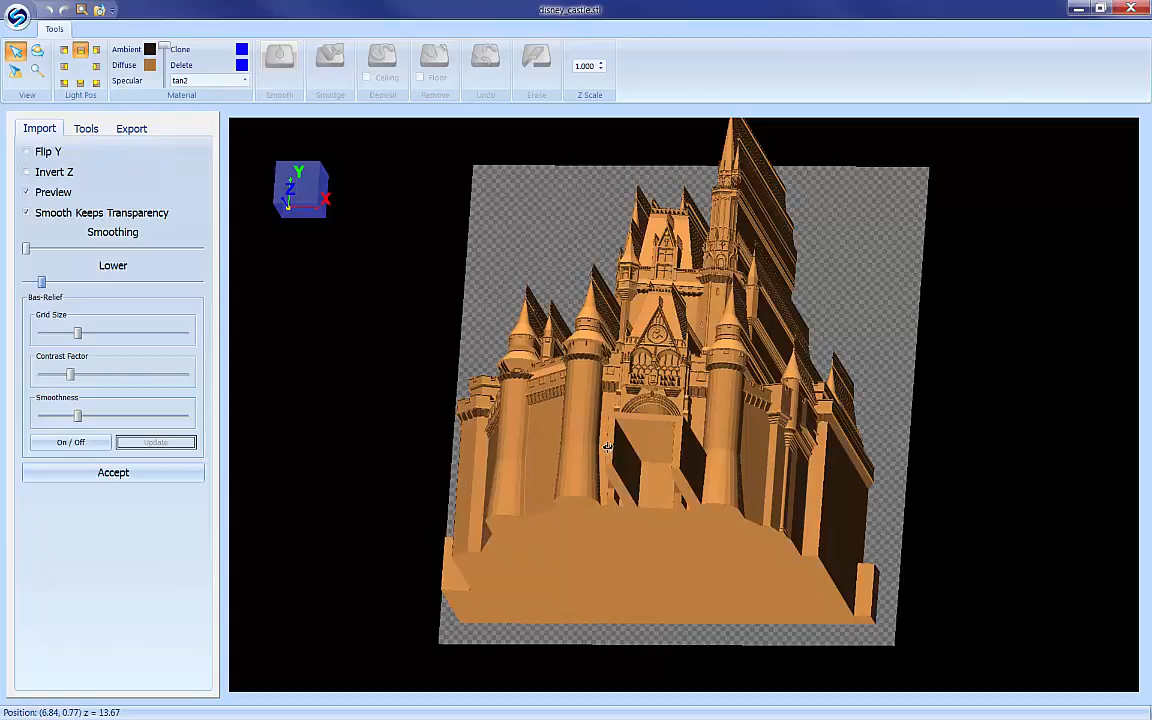 disney_castle.stl
Tools
Ambient
Clone
Diffuse
Delete
Specular
tan2
Smooth
Smudge
Ceiling
Deposit
Floor
Remove
Undo
Erase
1.000
View
Light Pos
Material
Z Scale
Import Tools Export
Flip Y
Invert Z
Preview
Smooth Keeps Transparency
Smoothing
Lower
Bas-Relief
Grid Size
Contrast Factor
Smoothness
On / Off Update
Accept
Y
Z
X
Position: (6.84, 0.77) z = 13.67